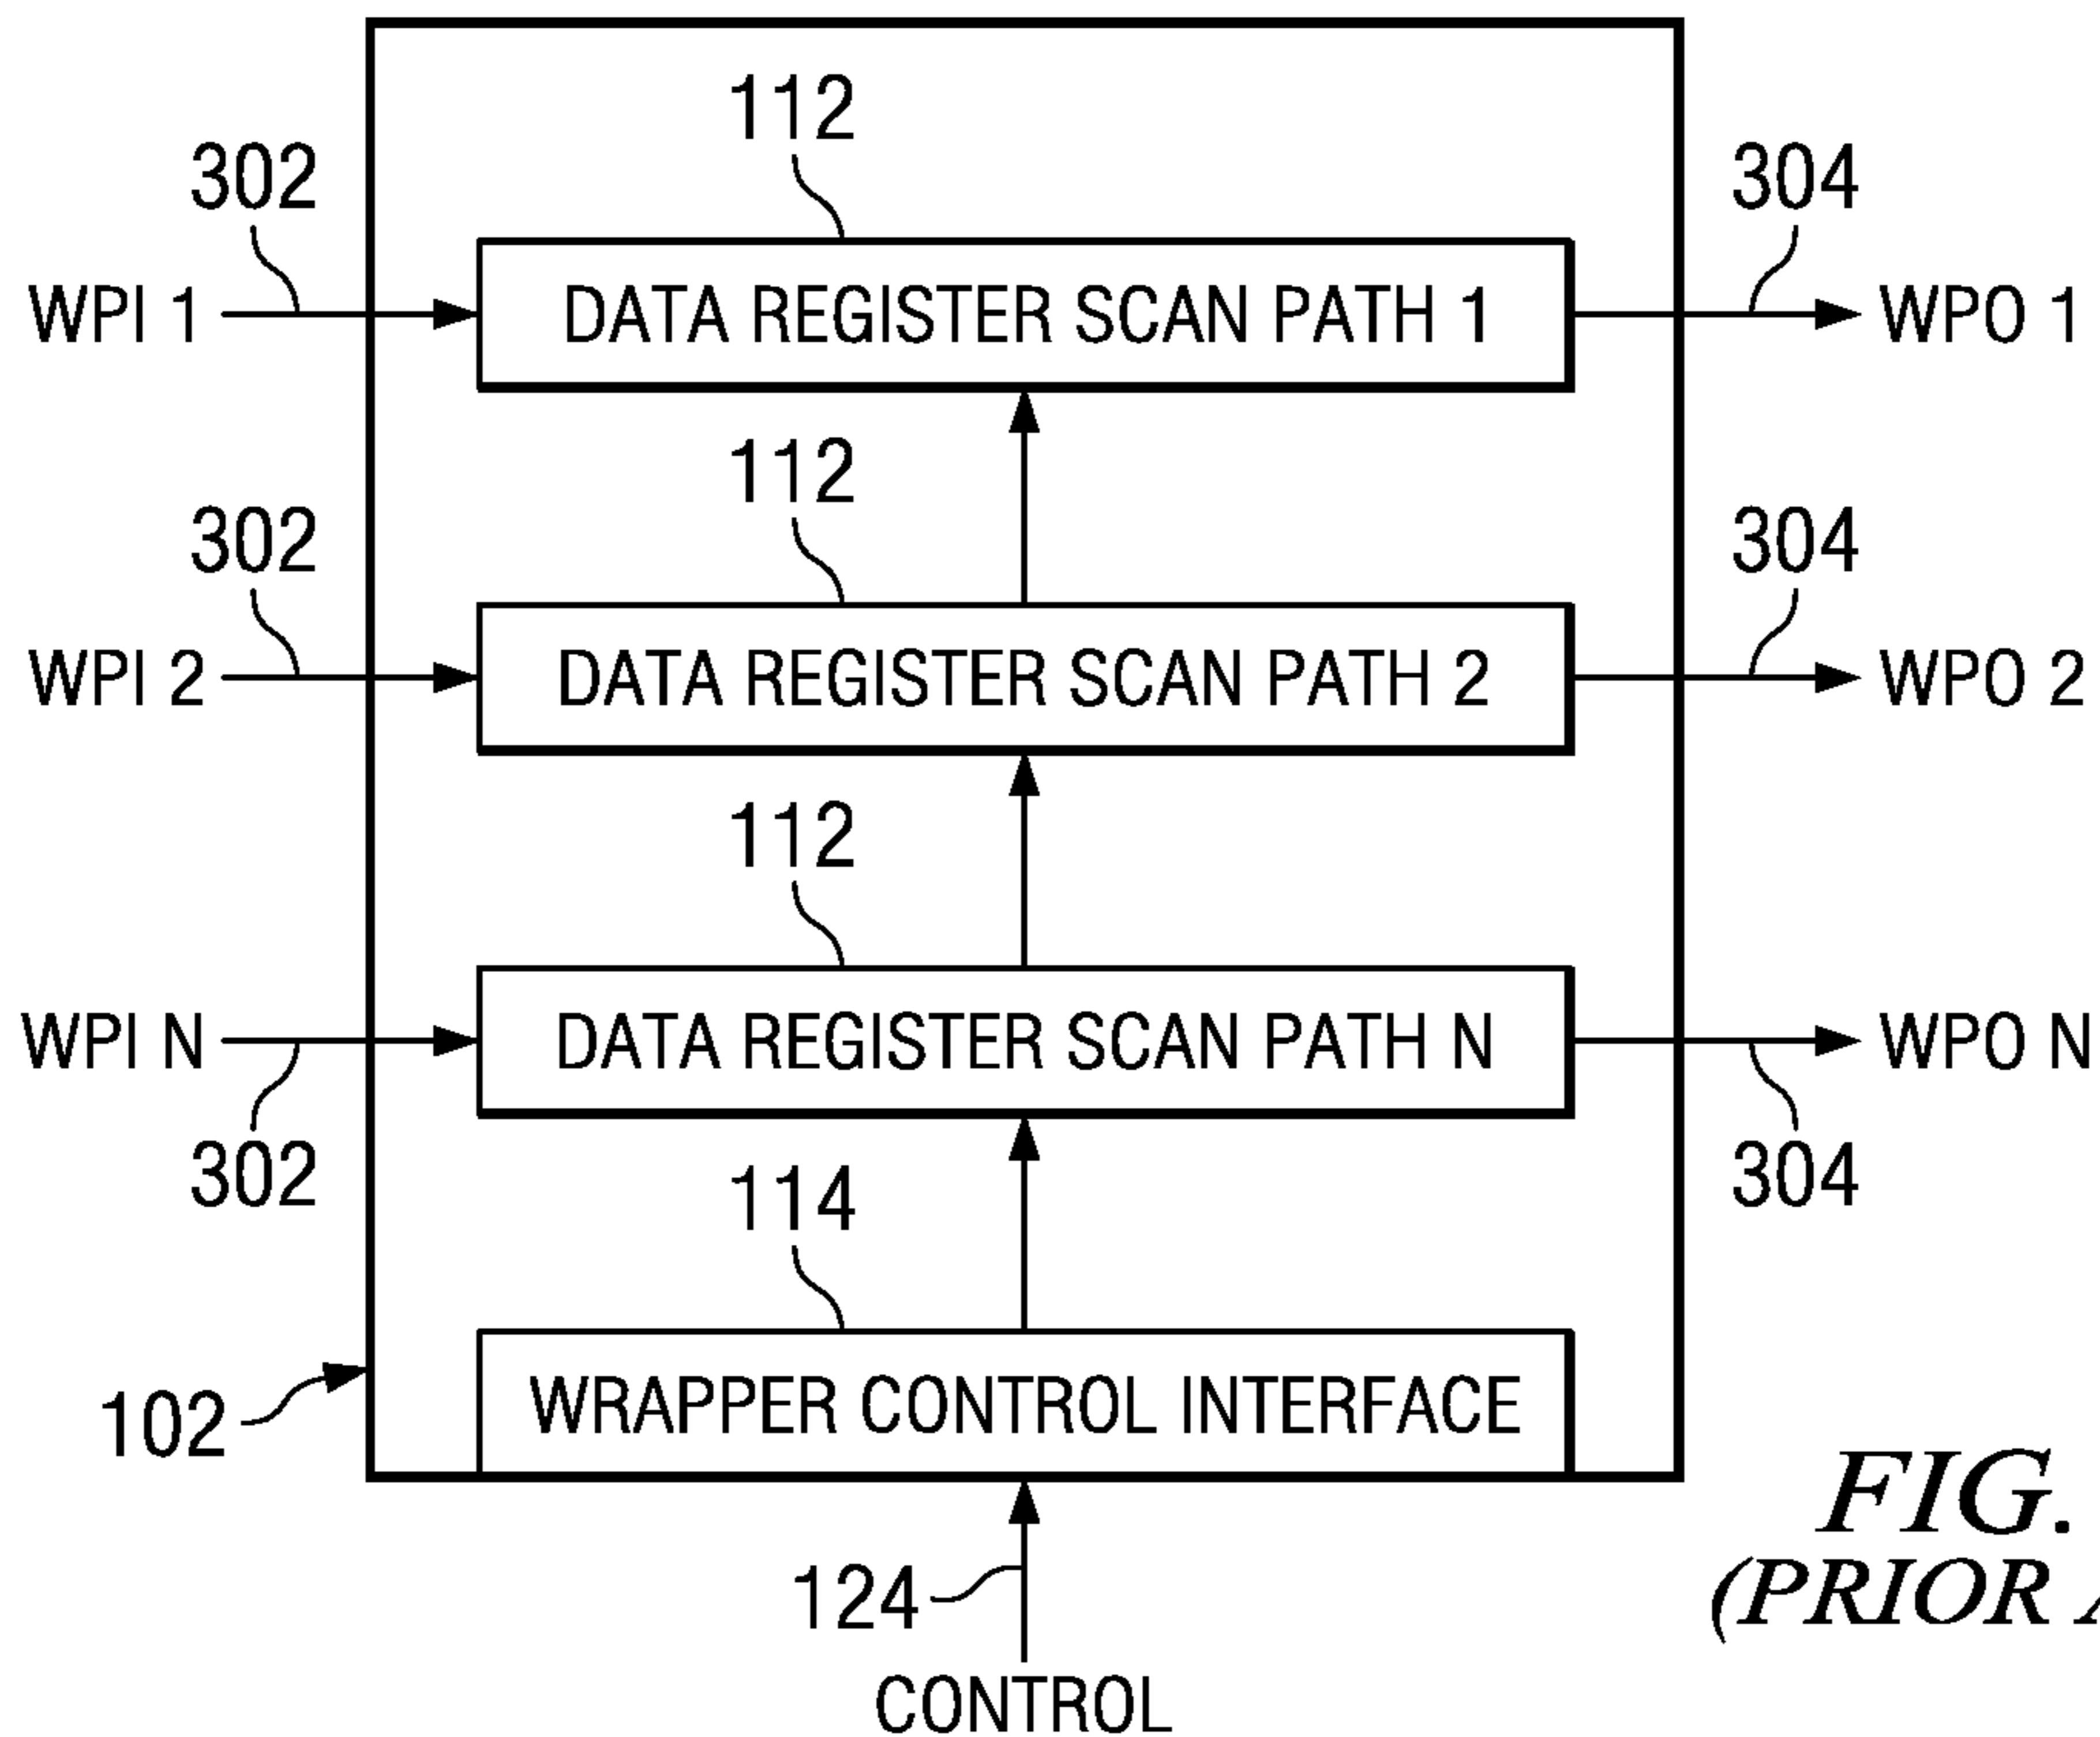 112
302
304
WPI 1
DATA REGISTER SCAN PATH 1
WPO 1
112
302
304
WPI 2
DATA REGISTER SCAN PATH 2
WPO 2
112
WPI N
DATA REGISTER SCAN PATH N
WPO N
302
304
114
WRAPPER CONTROL INTERFACE
102
FIG.
(PRIOR
124
CONTROL